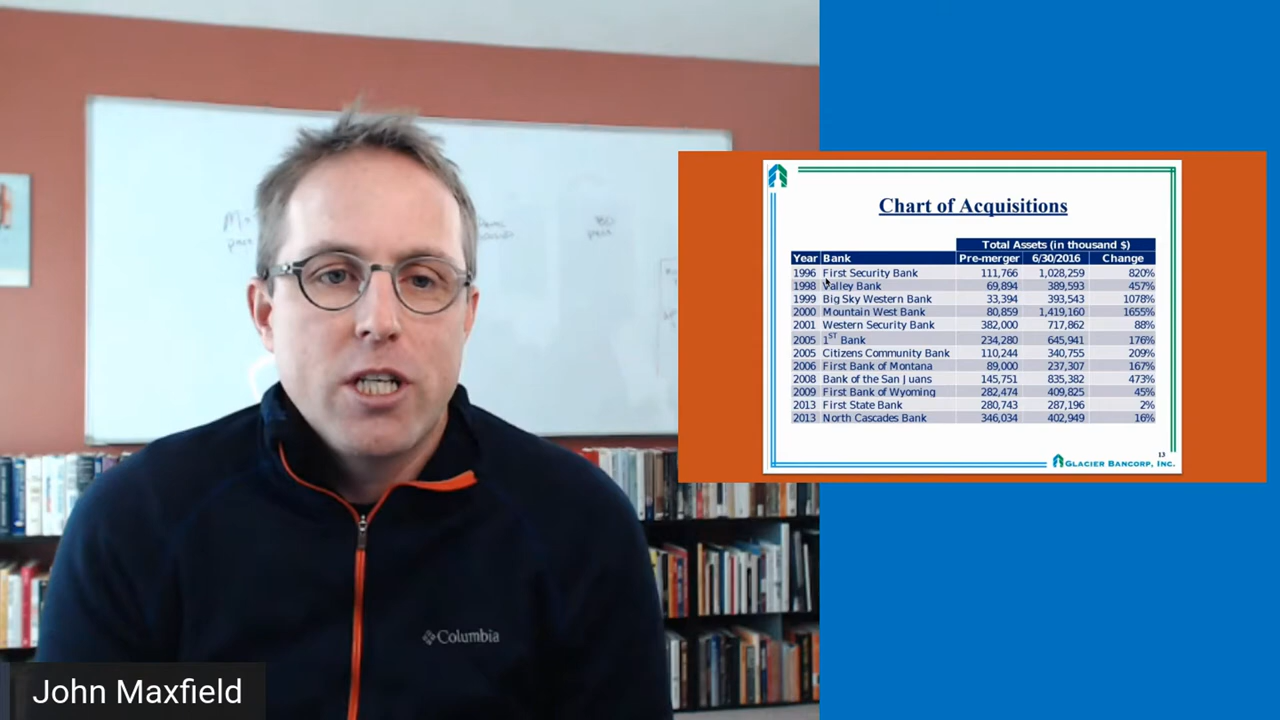 Chart of Acquisitions
Total Assets (in thousand $)
Year Bank Pre-merger 6/30/2016 Change
1996 First Security Bank 111,766 1,028,259 820%
1998 Valley Bank 69,894 389,593 457%
1999 Big Sky Western Bank 33,394 393,543 1078%
2000 Mountain West Bank 80,859 1,419,160 1655%
2001 Western Security Bank 382,000 717,862 88%
2005 1ST Bank 234,280 645,941 176%
2005 Citizens Community Bank 110,244 340,755 209%
2006 First Bank of Montana 89,000 237,307 167%
2008 Bank of the San Juans 145,751 835,382 473%
2009 First Bank of Wyoming 282,474 409,825 45%
2013 First State Bank 280,743 287,196 2%
2013 North Cascades Bank 346,034 402,949 16%
13
GLACIER BANCORP, INC.
Columbia
John Maxfield